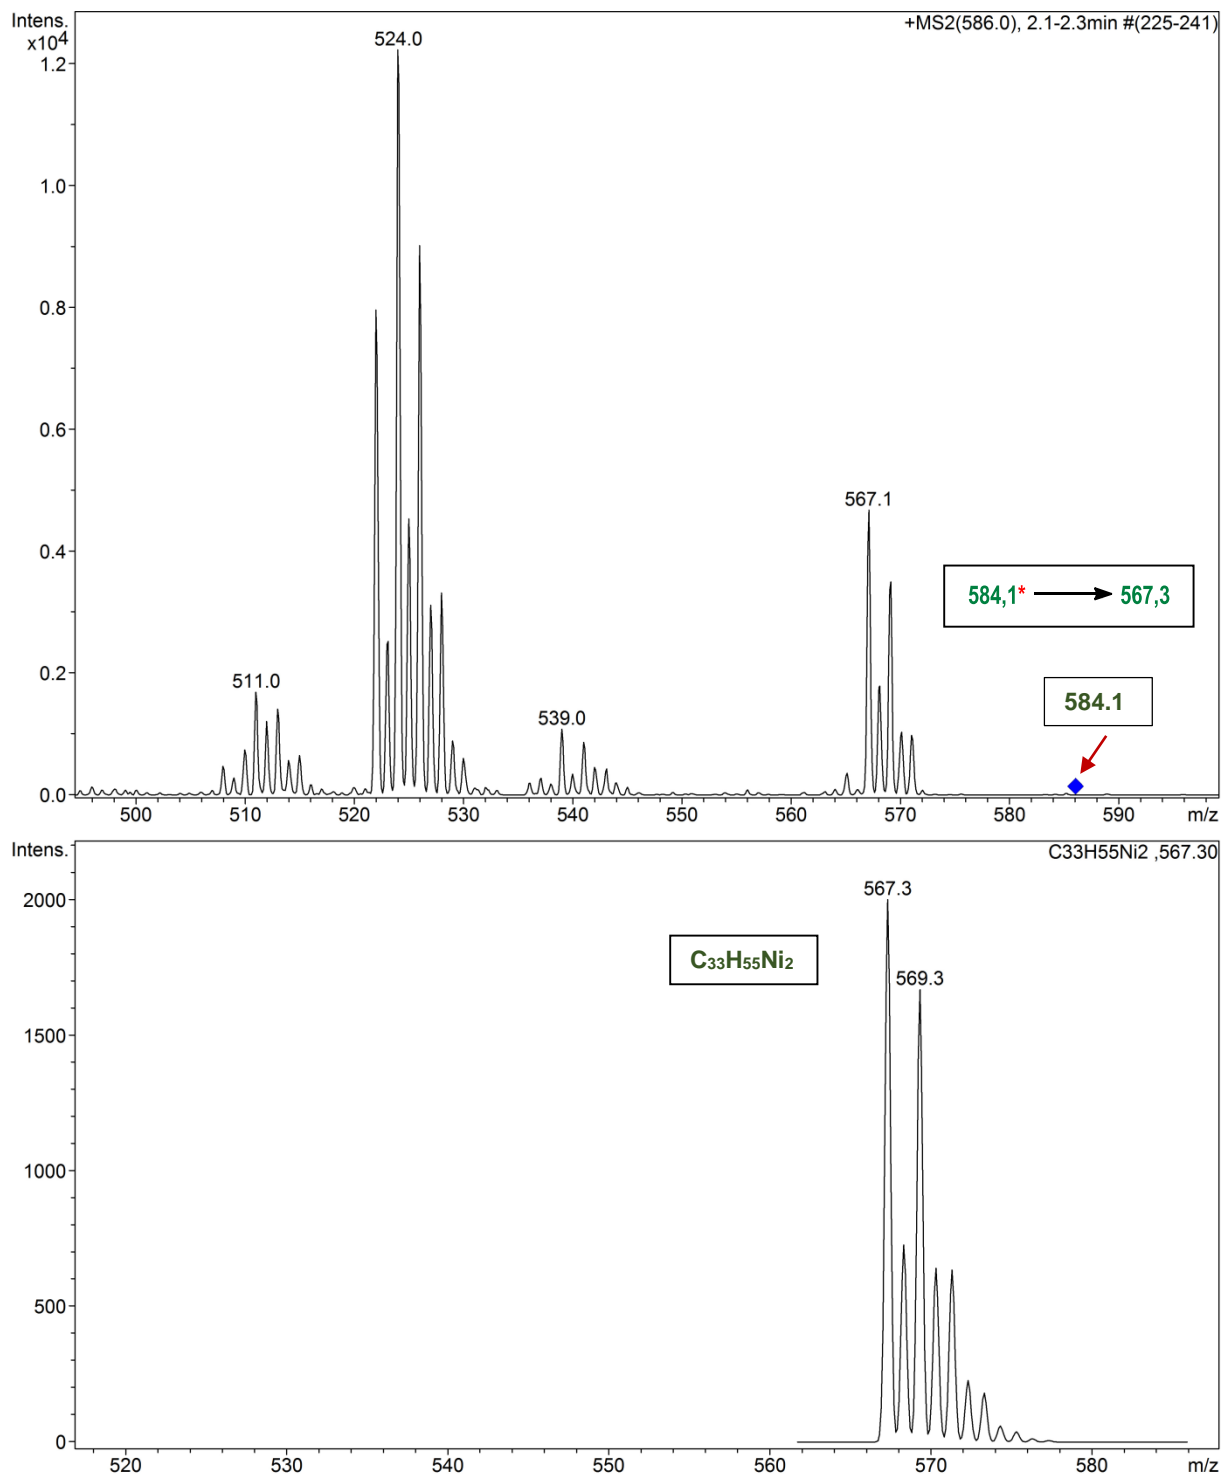 Intens.
x10⁴
+MS2(586.0), 2.1-2.3min #(225-241)
524.0
1.2
1.0
0.8
0.6
567.1
0.4
584,1* 567,3
0.2
511.0
539.0
584.1
0.0
500 510 520 530 540 550 560 570 580 590 m/z
Intens.
C33H55Ni2 ,567.30
567.3
2000
C₃₃H₅₅Ni₂
569.3
1500
1000
500
0
520 530 540 550 560 570 580 m/z